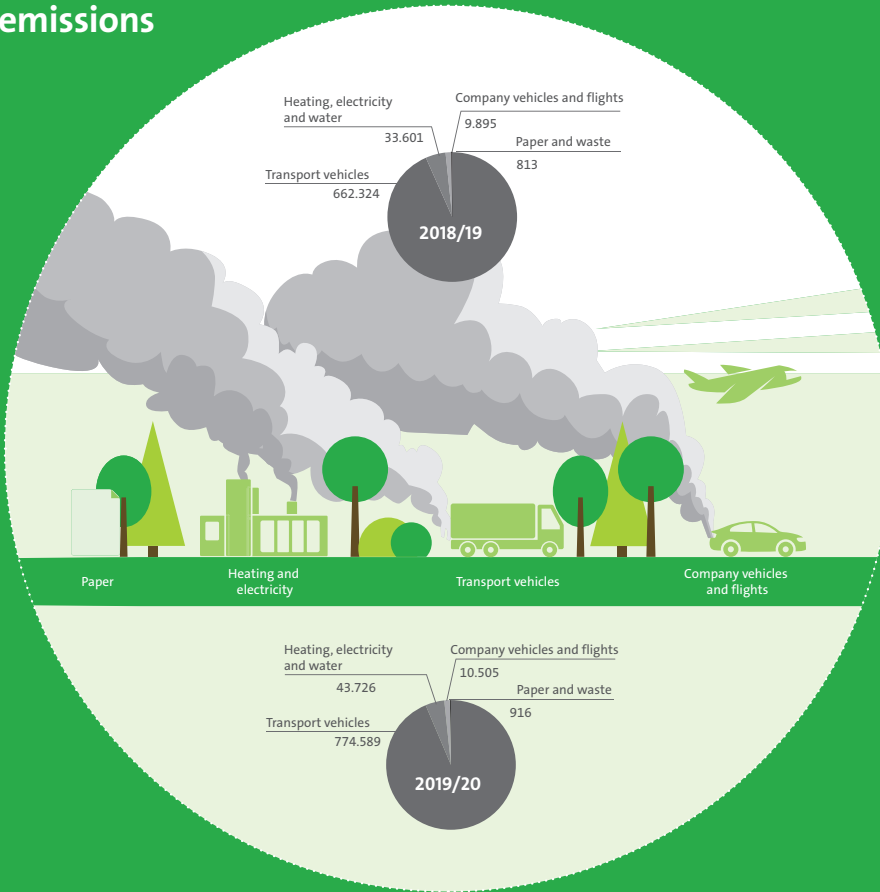 emissions
Heating, electricity
and water
33.601
Company vehicles and flights
9.895
Paper and waste
813
Transport vehicles
662.324
2018/19
Paper
Heating and
electricity
Transport vehicles
Company vehicles
and flights
Heating, electricity
and water
43.726
Company vehicles and flights
10.505
Paper and waste
916
Transport vehicles
774.589
2019/20